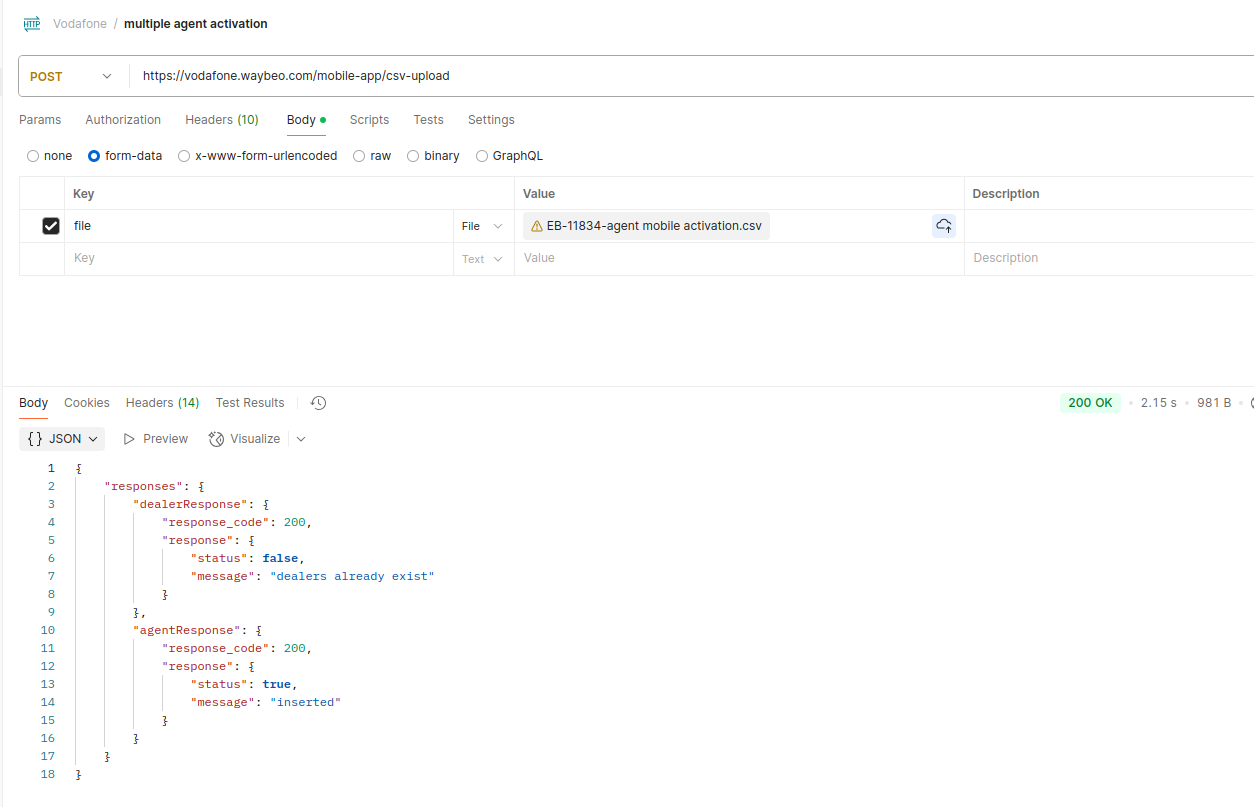 HTTP Vodafone / multiple agent activation
POST https://vodafone.waybeo.com/mobile-app/csv-upload
Params Authorization Headers (10) Body Scripts Tests Settings
none form-data x-www-form-urlencoded raw binary GraphQL
Key Value Description
file File EB-11834-agent mobile activation.csv
Key Text Value Description
Body Cookies Headers (14) Test Results 200 OK • 2.15 s • 981 B •
{} JSON Preview Visualize
1 {
2 "responses": {
3 "dealerResponse": {
4 "response_code": 200,
5 "response": {
6 "status": false,
7 "message": "dealers already exist"
8 }
9 },
10 "agentResponse": {
11 "response_code": 200,
12 "response": {
13 "status": true,
14 "message": "inserted"
15 }
16 }
17 }
18 }